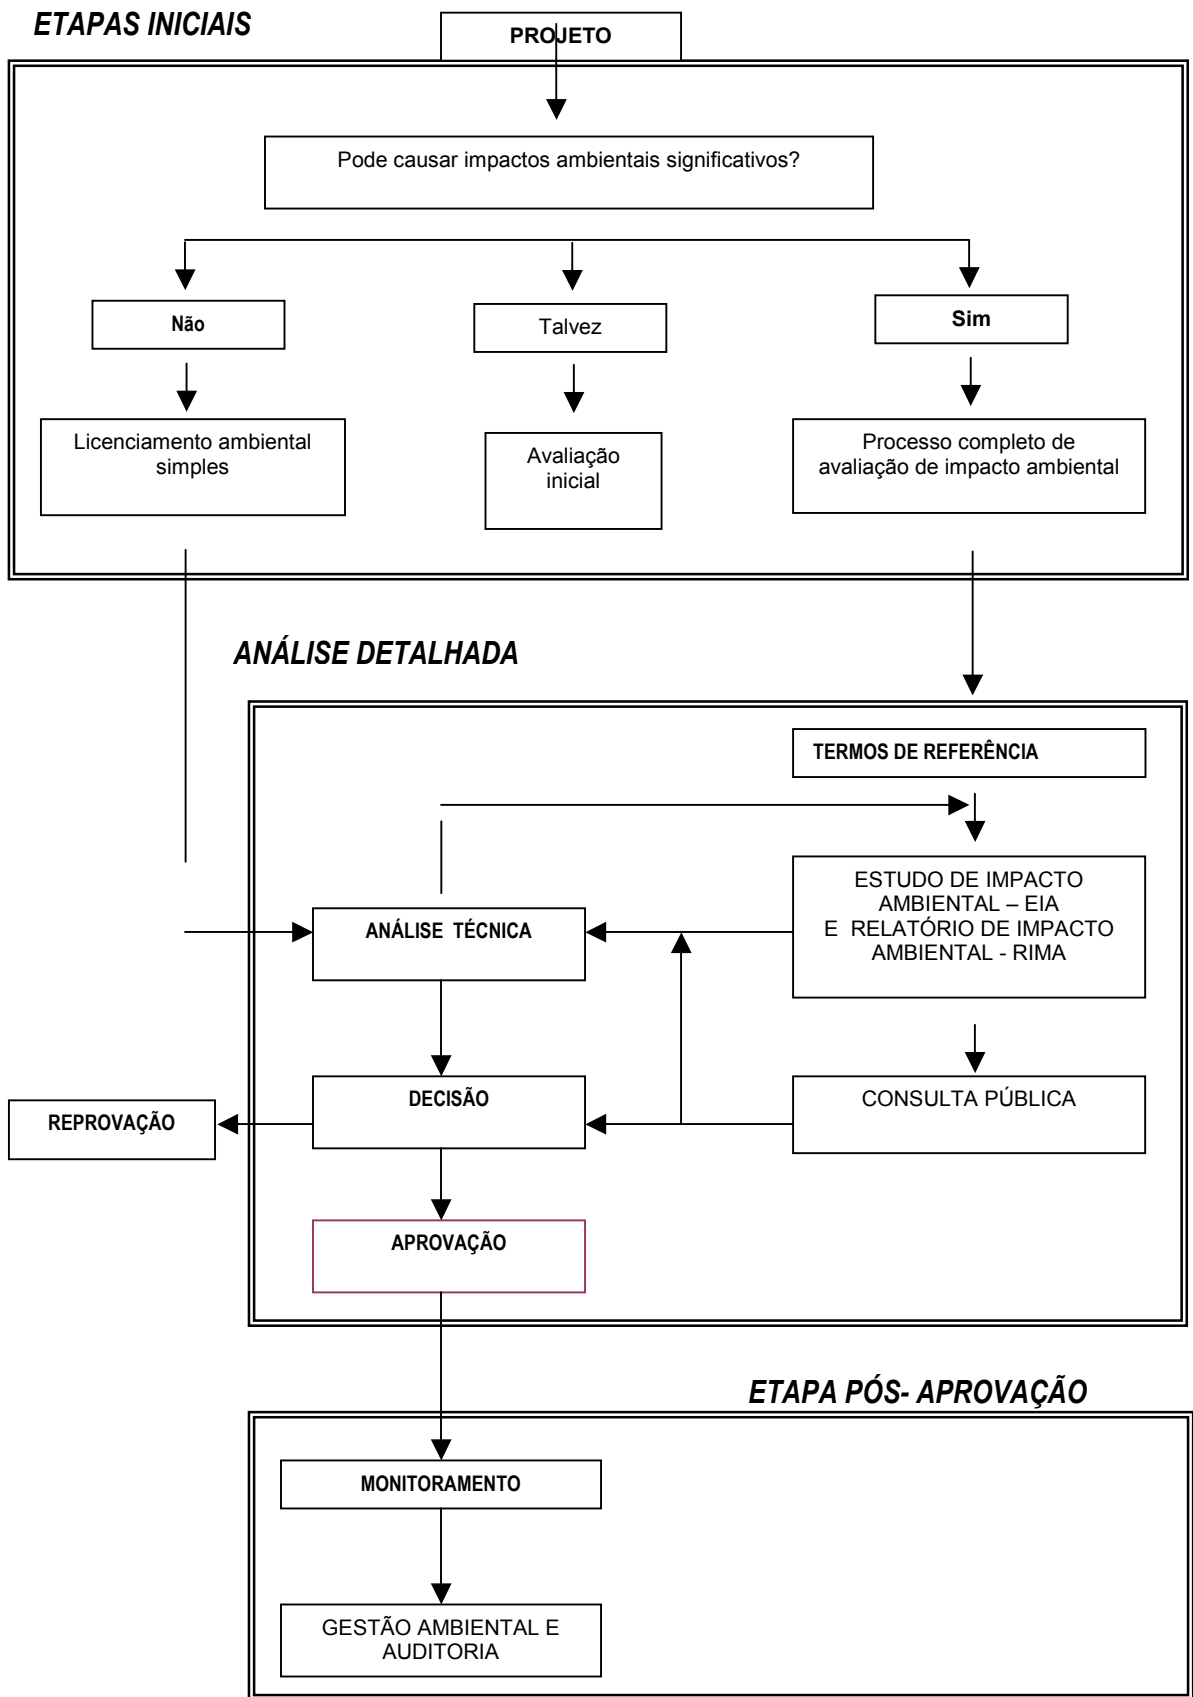 ETAPAS INICIAIS
PROJETO
Pode causar impactos ambientais significativos?
Não
Talvez
Sim
Licenciamento ambiental
simples
Avaliação
inicial
Processo completo de
avaliação de impacto ambiental
ANÁLISE DETALHADA
TERMOS DE REFERÊNCIA
ESTUDO DE IMPACTO
AMBIENTAL – EIA
E RELATÓRIO DE IMPACTO
AMBIENTAL - RIMA
ANÁLISE TÉCNICA
DECISÃO
CONSULTA PÚBLICA
REPROVAÇÃO
APROVAÇÃO
ETAPA PÓS- APROVAÇÃO
MONITORAMENTO
GESTÃO AMBIENTAL E
AUDITORIA